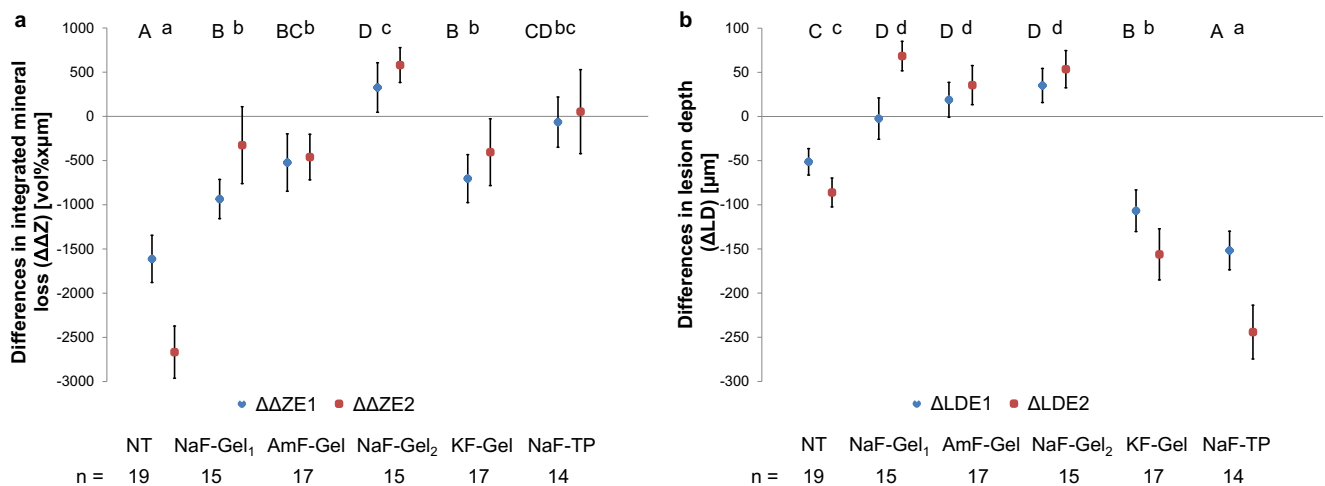 a
A a B b BC b D c B b CD bc
1000
500
0
-500
-1000
-1500
-2000
-2500
-3000
Differences in integrated mineral
loss (ΔΔZ) [vol%xµm]
ΔΔZE1 ΔΔZE2
NT NaF-Gel₁ AmF-Gel NaF-Gel₂ KF-Gel NaF-TP
n = 19 15 17 15 17 14
b
C c D d D d D d B b A a
100
50
0
-50
-100
-150
-200
-250
-300
Differences in lesion depth
(ΔLD) [µm]
ΔLDE1 ΔLDE2
NT NaF-Gel₁ AmF-Gel NaF-Gel₂ KF-Gel NaF-TP
n = 19 15 17 15 17 14